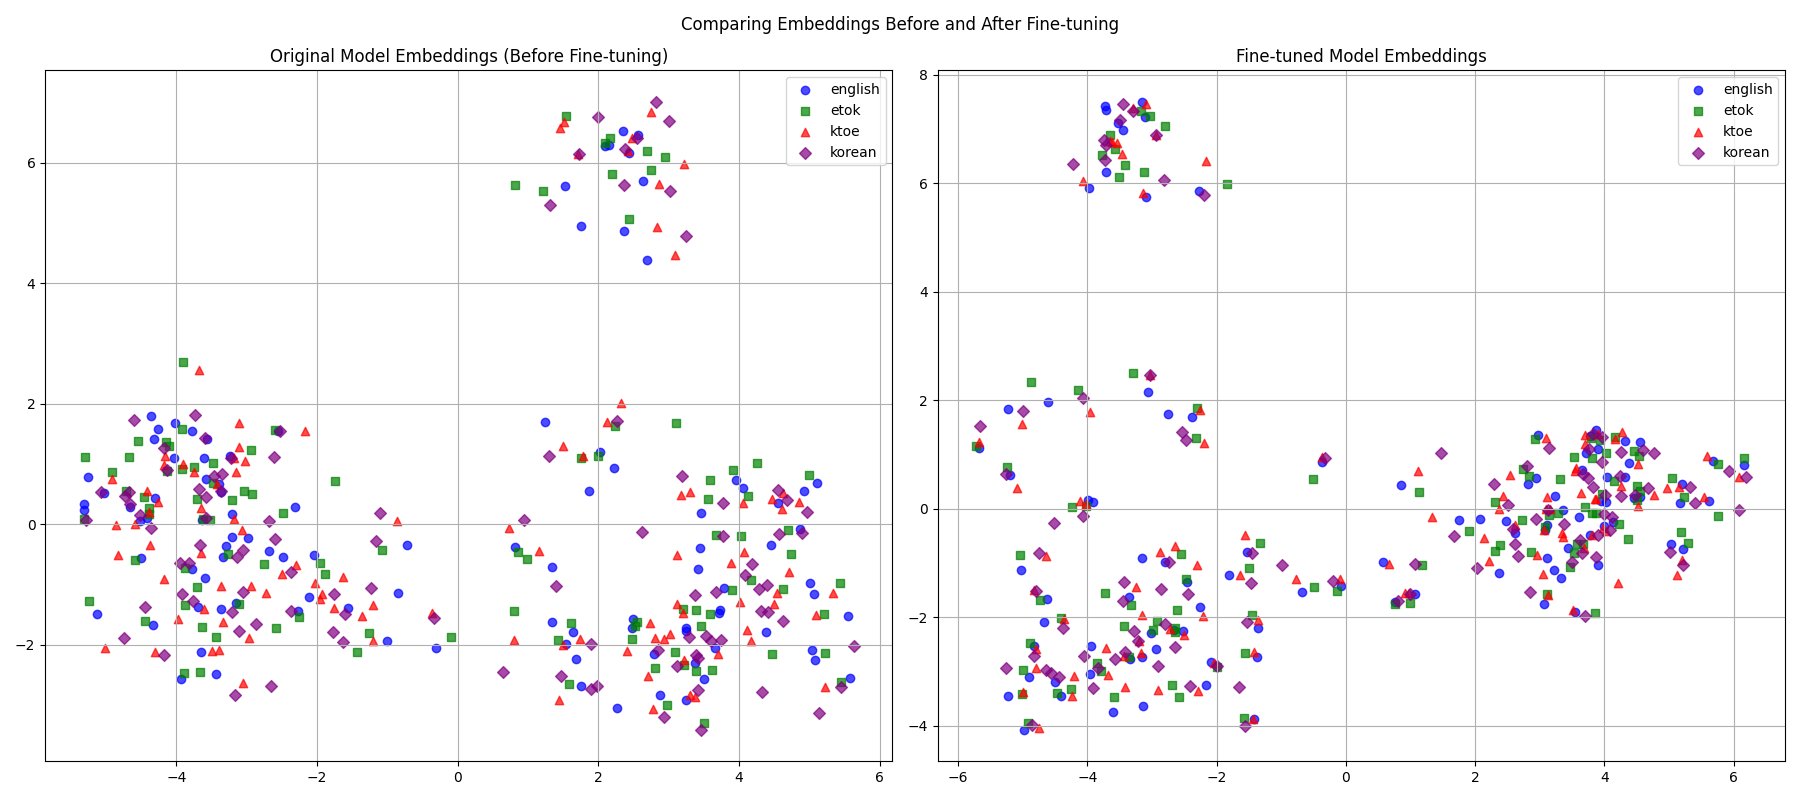 Comparing Embeddings Before and After Fine-tuning
Original Model Embeddings (Before Fine-tuning)
english
etok
ktoe
korean
6
4
2
0
−2
−4
−2
0
2
4
6
Fine-tuned Model Embeddings
english
etok
ktoe
korean
8
6
4
2
0
−2
−4
−6
−4
−2
0
2
4
6